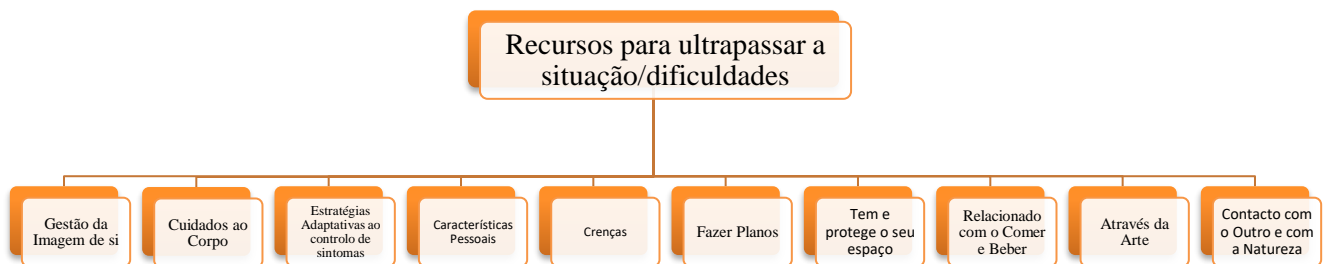 Recursos para ultrapassar a
situação/dificuldades
Gestão da
Imagem de si
Cuidados ao
Corpo
Estratégias
Adaptativas ao
controlo de
sintomas
Características
Pessoais
Crenças
Fazer Planos
Tem e
protege o seu
espaço
Relacionado
com o Comer
e Beber
Através da
Arte
Contacto com
o Outro e com
a Natureza